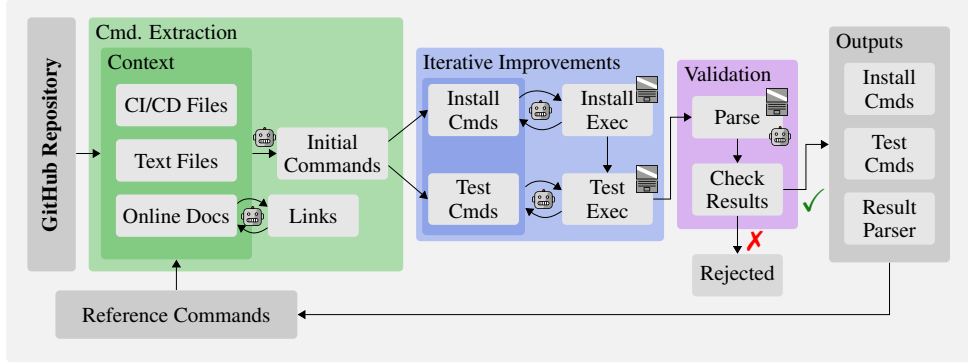 GitHub Repository
Cmd. Extraction
Context
CI/CD Files
Text Files
Online Docs
Links
Initial
Commands
Iterative Improvements
Install
Cmds
Install
Exec
Test
Cmds
Test
Exec
Validation
Parse
Check
Results
Rejected
Outputs
Install
Cmds
Test
Cmds
Result
Parser
Reference Commands